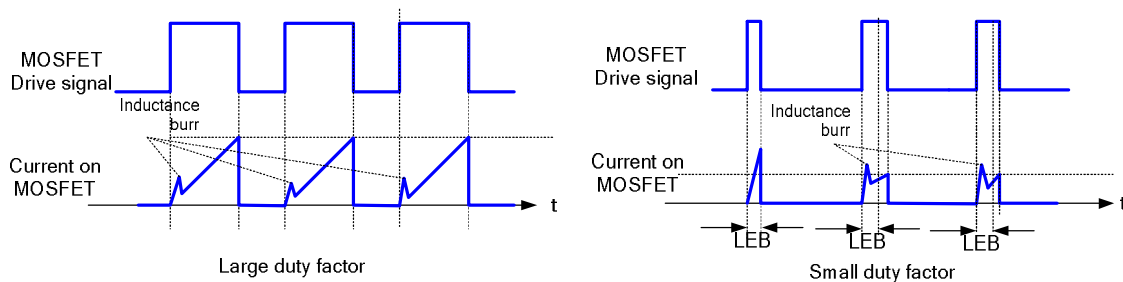 MOSFET
Drive signal
Inductance
burr
Current on
MOSFET
t
Large duty factor
MOSFET
Drive signal
Inductance
burr
Current on
MOSFET
t
LEB
LEB
LEB
Small duty factor